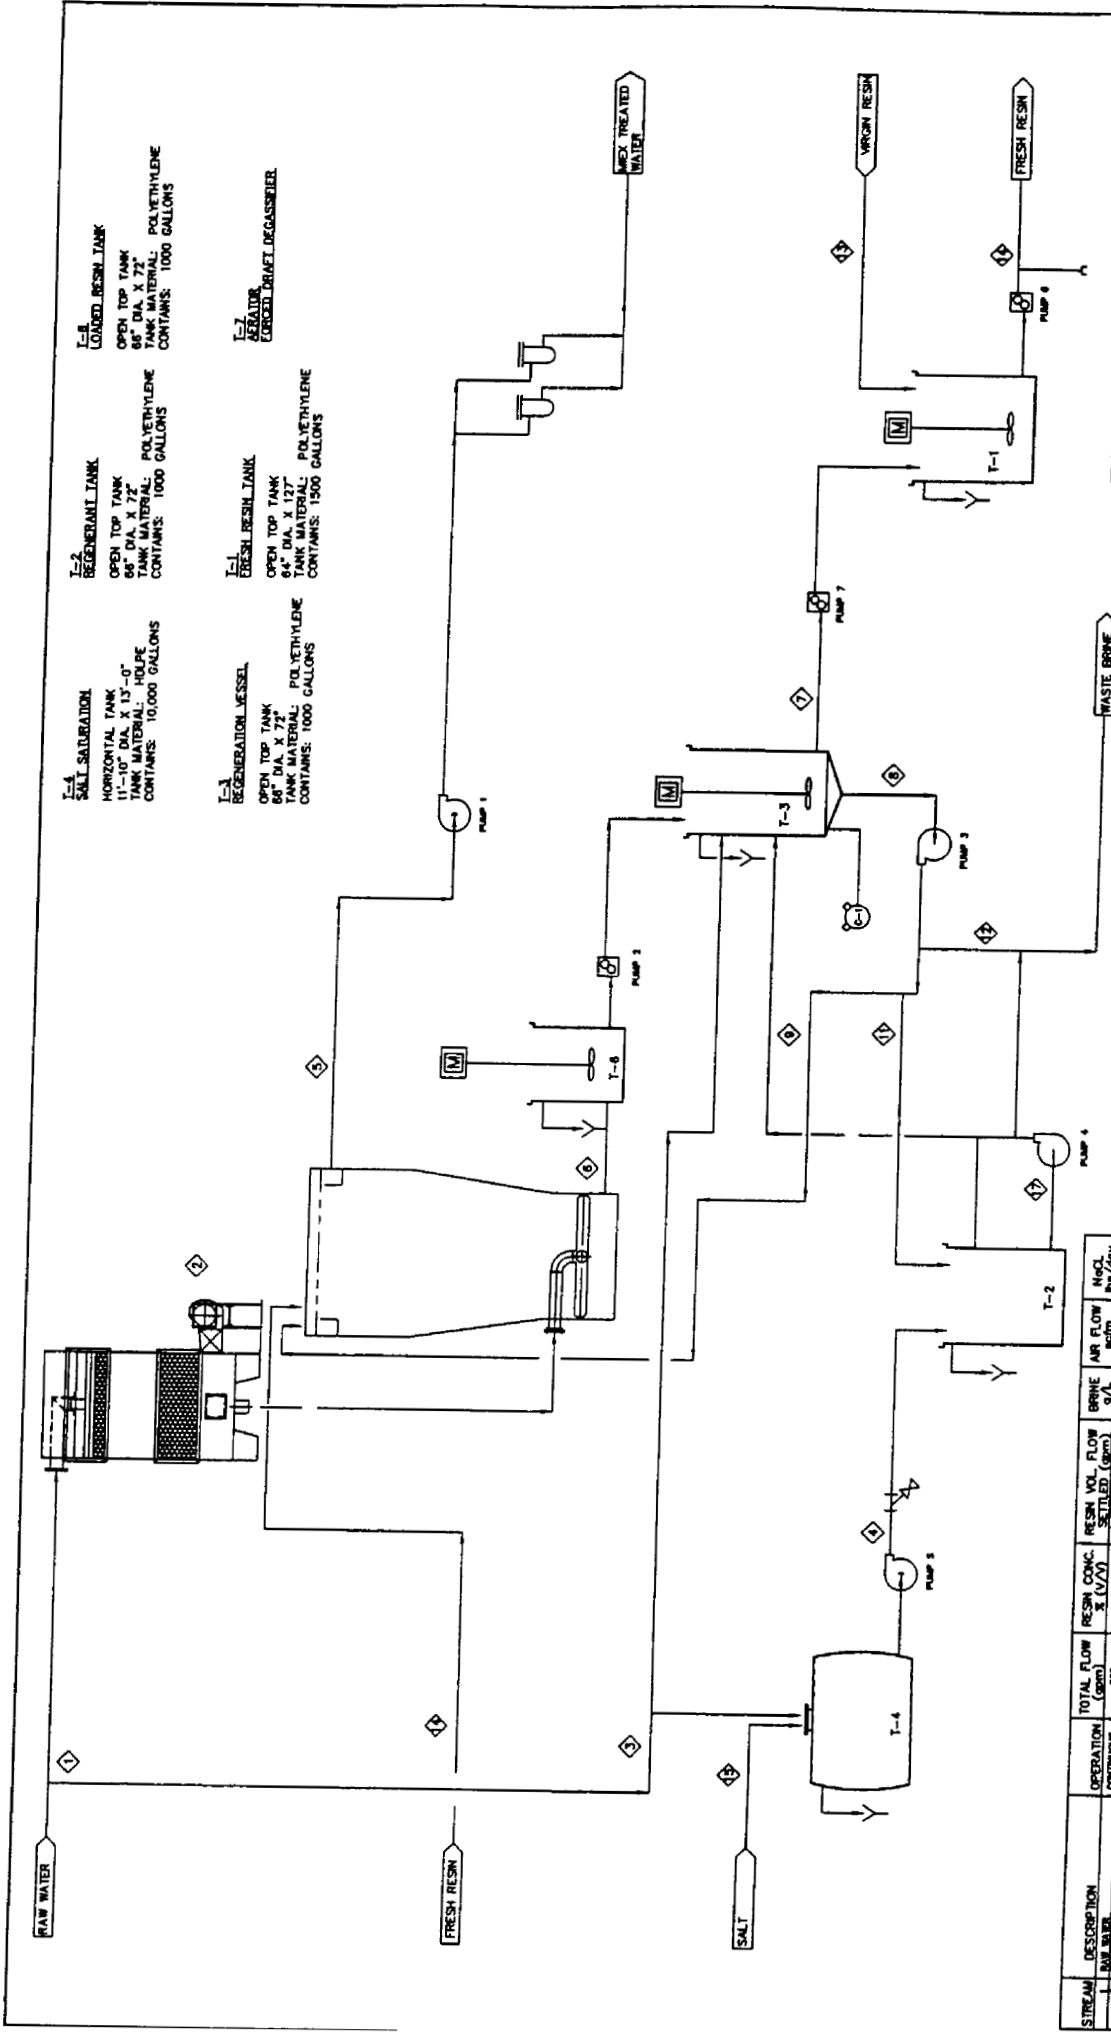 T-4
SALT SATURATION
HORIZONTAL TANK
11'-10" DIA. X 13'-0"
TANK MATERIAL: HDLPE
CONTAINS: 10,000 GALLONS
T-2
REGENERANT TANK
OPEN TOP TANK
66" DIA. X 72"
TANK MATERIAL: POLYETHYLENE
CONTAINS: 1000 GALLONS
T-8
LOADED RESIN TANK
OPEN TOP TANK
66" DIA. X 72"
TANK MATERIAL: POLYETHYLENE
CONTAINS: 1000 GALLONS
T-3
REGENERATION VESSEL
OPEN TOP TANK
66" DIA. X 72"
TANK MATERIAL: POLYETHYLENE
CONTAINS: 1000 GALLONS
T-1
FRESH RESIN TANK
OPEN TOP TANK
64" DIA. X 127"
TANK MATERIAL: POLYETHYLENE
CONTAINS: 1500 GALLONS
T-7
AERATOR
FORCED DRAFT DEGASSIFIER
RAW WATER
1
2
5
PUMP 1
MIEX TREATED
WATER
FRESH RESIN
14
6
M
T-8
PUMP 2
3
SALT
15
T-4
PUMP 5
4
T-2
17
PUMP 4
9
11
12
WASTE BRINE
C-1
M
T-3
8
PUMP 3
7
PUMP 7
M
T-1
13
VIRGIN RESIN
PUMP 6
14
FRESH RESIN
STREAM
DESCRIPTION
OPERATION
TOTAL FLOW
(gpm)
RESIN CONC.
% (V/V)
RESIN VOL. FLOW
SETTLED (gpm)
BRINE
g/L
AIR FLOW
NaCL
1
RAW WATER